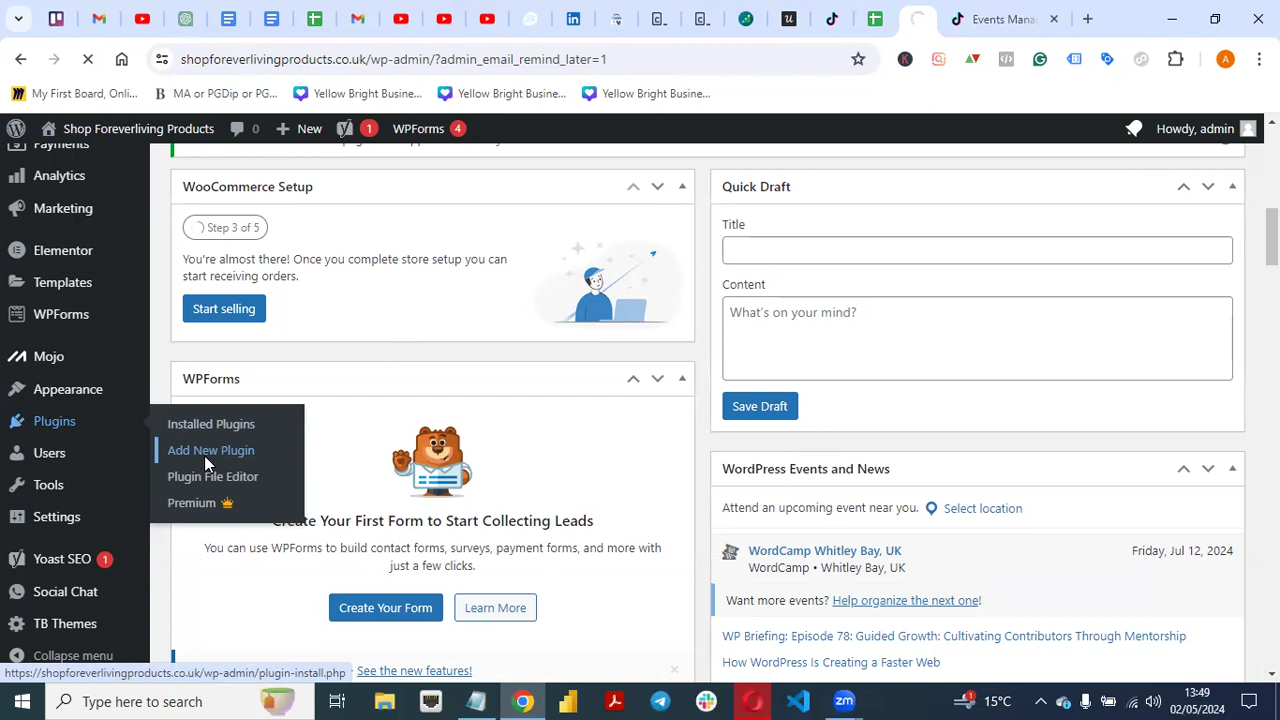 Events Mana
shopforeverlivingproducts.co.uk/wp-admin/?admin_email_remind_later=1
My First Board, Onli...
MA or PGDip or PG...
Yellow Bright Busine...
Yellow Bright Busine...
Yellow Bright Busine...
Shop Foreverliving Products
0
New
1
WPForms 4
Howdy, admin
Payments
Analytics
Marketing
Elementor
Templates
WPForms
Mojo
Appearance
Plugins
Users
Tools
Settings
Yoast SEO 1
Social Chat
TB Themes
Collapse menu
Installed Plugins
Add New Plugin
Plugin File Editor
Premium
WooCommerce Setup
Step 3 of 5
You're almost there! Once you complete store setup you can
start receiving orders.
Start selling
WPForms
Create Your First Form to Start Collecting Leads
You can use WPForms to build contact forms, surveys, payment forms, and more with
just a few clicks.
Create Your Form
Learn More
See the new features!
Quick Draft
Title
Content
What's on your mind?
Save Draft
WordPress Events and News
Attend an upcoming event near you.
Select location
WordCamp Whitley Bay, UK
Friday, Jul 12, 2024
WordCamp • Whitley Bay, UK
Want more events? Help organize the next one!
WP Briefing: Episode 78: Guided Growth: Cultivating Contributors Through Mentorship
How WordPress Is Creating a Faster Web
https://shopforeverlivingproducts.co.uk/wp-admin/plugin-install.php
Type here to search
15°C
13:49
02/05/2024